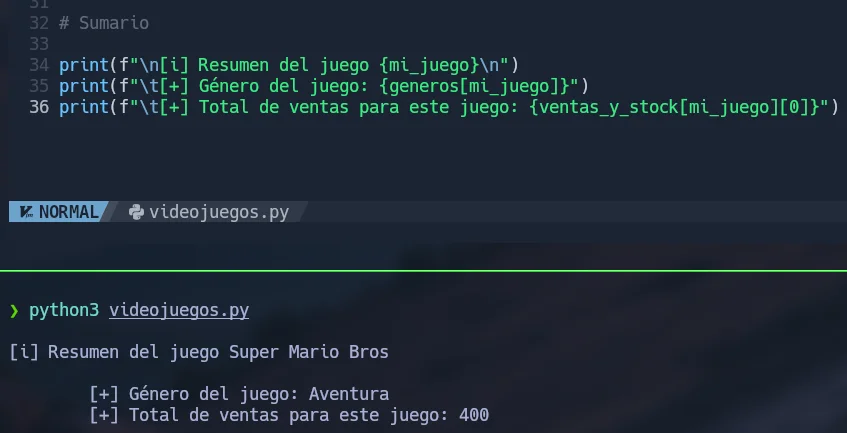 31
32 # Sumario
33
34 print(f"\n[i] Resumen del juego {mi_juego}\n")
35 print(f"\t[+] Género del juego: {generos[mi_juego]}")
36 print(f"\t[+] Total de ventas para este juego: {ventas_y_stock[mi_juego][0]}")
NORMAL videojuegos.py
❯ python3 videojuegos.py
[i] Resumen del juego Super Mario Bros
[+] Género del juego: Aventura
[+] Total de ventas para este juego: 400